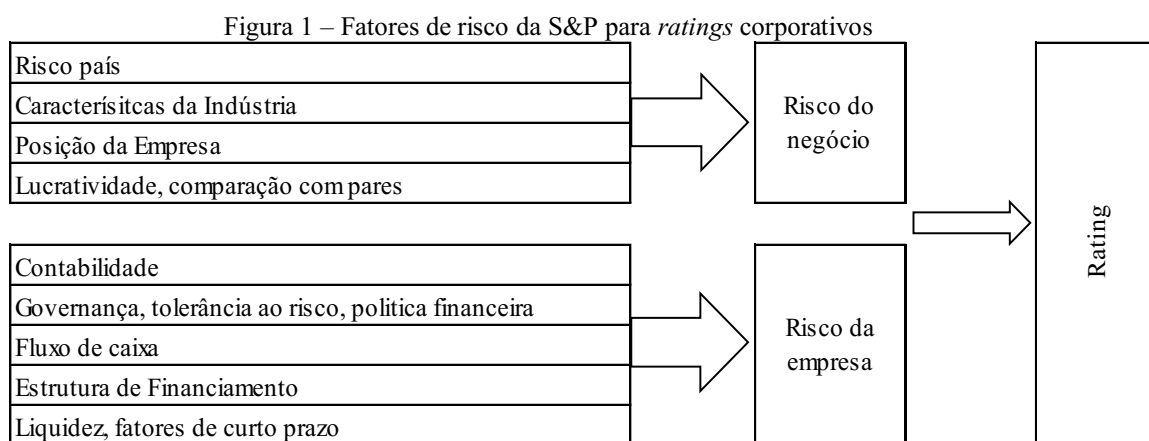 Figura 1 – Fatores de risco da S&P para ratings corporativos
Risco país
Caracterísitcas da Indústria
Posição da Empresa
Lucratividade, comparação com pares
Risco do
negócio
Contabilidade
Governança, tolerância ao risco, politica financeira
Fluxo de caixa
Estrutura de Financiamento
Liquidez, fatores de curto prazo
Risco da
empresa
Rating